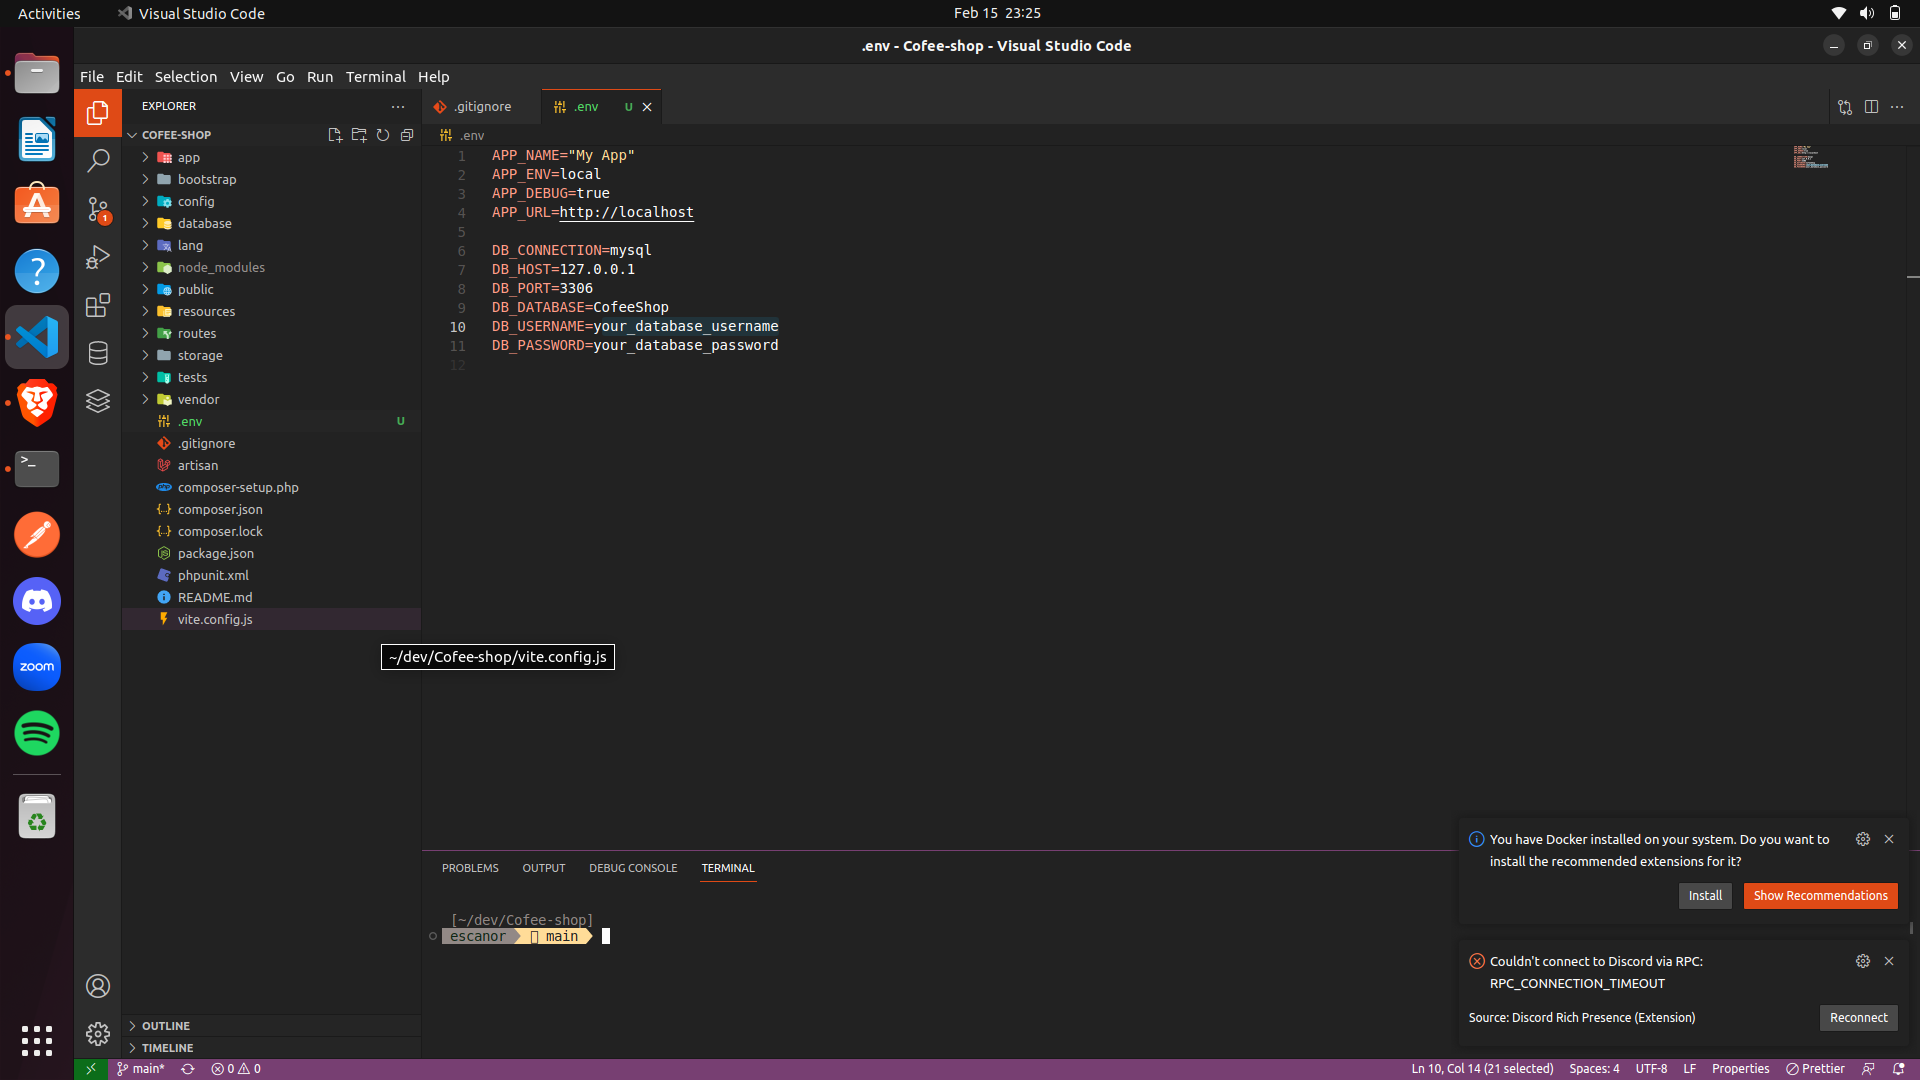 Activities
Visual Studio Code
Feb 15 23:25
.env - Cofee-shop - Visual Studio Code
File Edit Selection View Go Run Terminal Help
EXPLORER
COFEE-SHOP
app
bootstrap
config
database
lang
node_modules
public
resources
routes
storage
tests
vendor
.env U
.gitignore
artisan
composer-setup.php
composer.json
composer.lock
package.json
phpunit.xml
README.md
vite.config.js
~/dev/Cofee-shop/vite.config.js
OUTLINE
TIMELINE
1
zoom
.gitignore
.env U
.env
1 APP_NAME="My App"
2 APP_ENV=local
3 APP_DEBUG=true
4 APP_URL=http://localhost
5
6 DB_CONNECTION=mysql
7 DB_HOST=127.0.0.1
8 DB_PORT=3306
9 DB_DATABASE=CofeeShop
10 DB_USERNAME=your_database_username
11 DB_PASSWORD=your_database_password
12
PROBLEMS OUTPUT DEBUG CONSOLE TERMINAL
[~/dev/Cofee-shop]
escanor main
You have Docker installed on your system. Do you want to
install the recommended extensions for it?
Install
Show Recommendations
Couldn't connect to Discord via RPC:
RPC_CONNECTION_TIMEOUT
Source: Discord Rich Presence (Extension)
Reconnect
main*
0 0
Ln 10, Col 14 (21 selected)
Spaces: 4
UTF-8
LF
Properties
Prettier